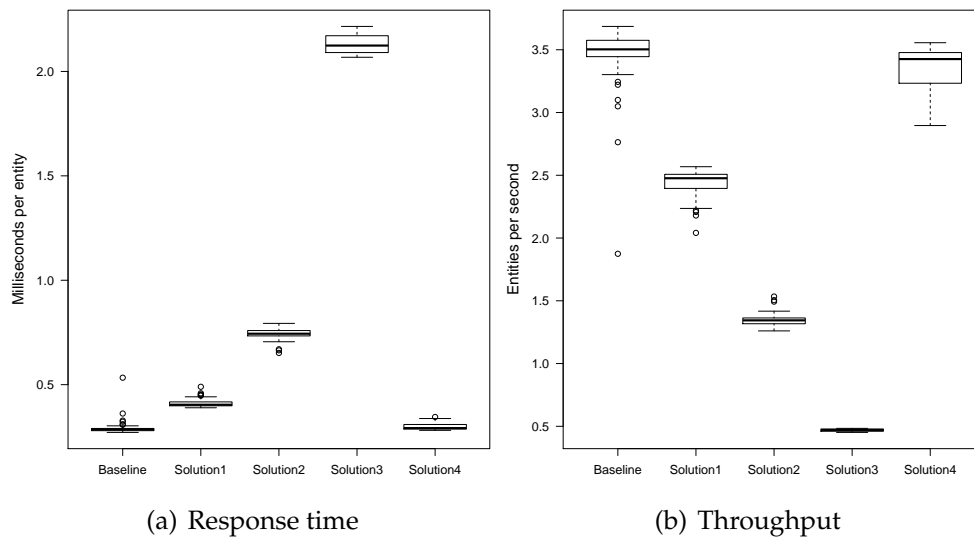 Milliseconds per entity
2.0
1.5
1.0
0.5
Baseline Solution1 Solution2 Solution3 Solution4
(a) Response time
Entities per second
3.5
3.0
2.5
2.0
1.5
1.0
0.5
Baseline Solution1 Solution2 Solution3 Solution4
(b) Throughput